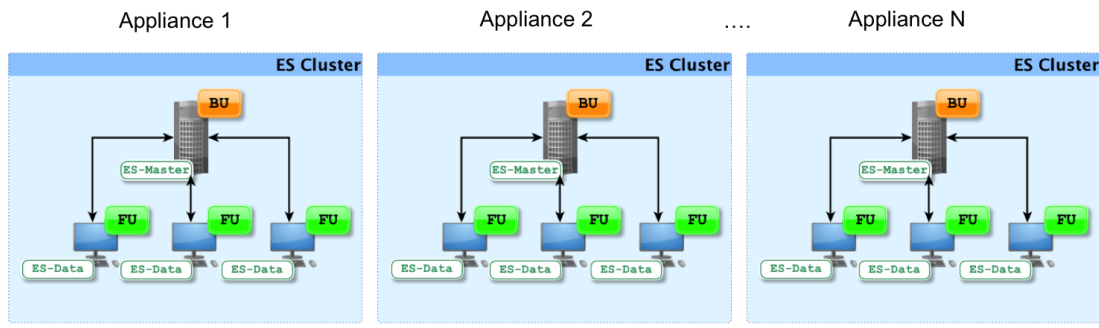 Appliance 1
Appliance 2
....
Appliance N
ES Cluster
ES Cluster
ES Cluster
BU
BU
BU
ES-Master
ES-Master
ES-Master
FU
FU
FU
FU
FU
FU
FU
FU
FU
ES-Data
ES-Data
ES-Data
ES-Data
ES-Data
ES-Data
ES-Data
ES-Data
ES-Data